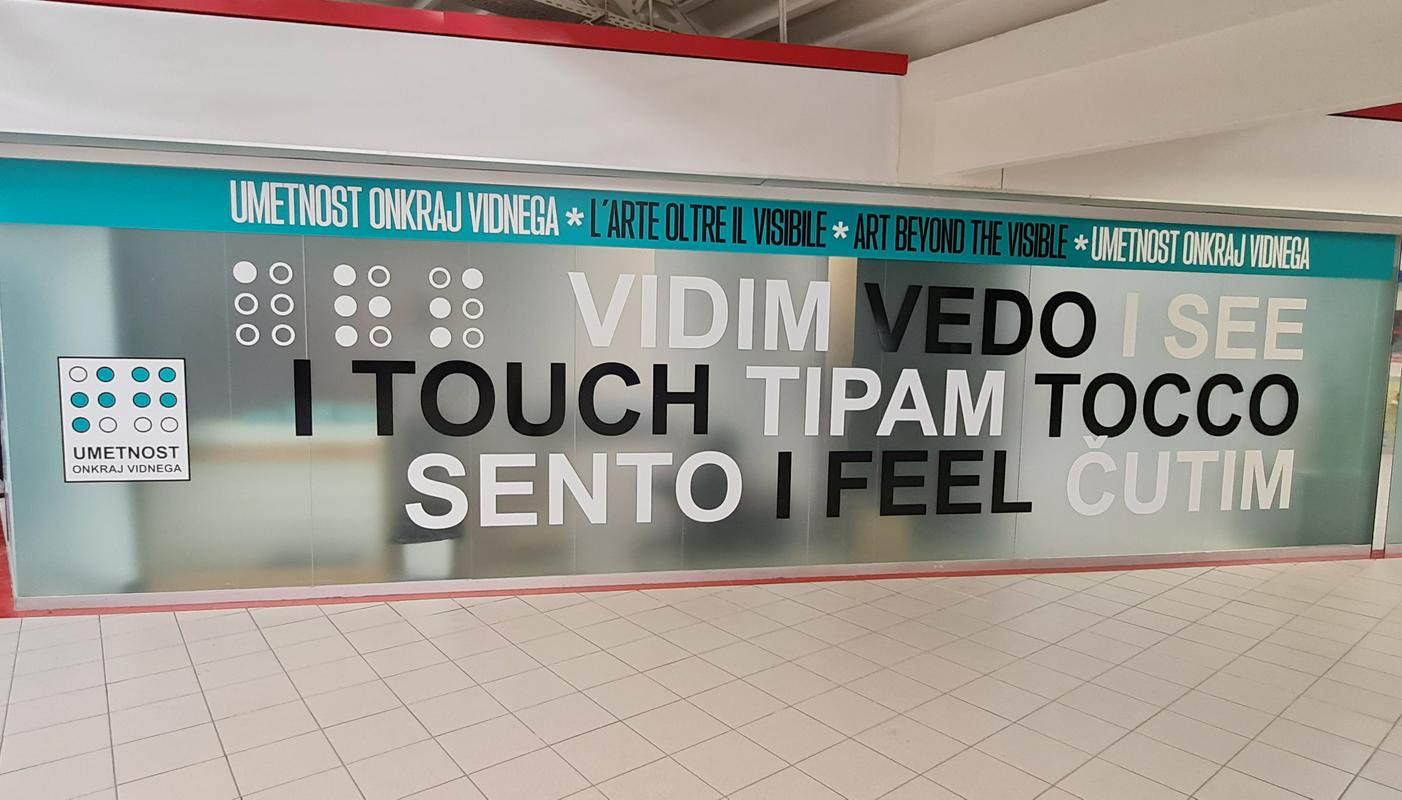 UMETNOST ONKRAJ VIDNEGA * L´ARTE OLTRE IL VISIBILE * ART BEYOND THE VISIBLE * UMETNOST ONKRAJ VIDNEGA
⠁⠗⠎ VIDIM VEDO I SEE
I TOUCH TIPAM TOCCO
SENTO I FEEL ČUTIM
⠞⠛
UMETNOST
ONKRAJ VIDNEGA